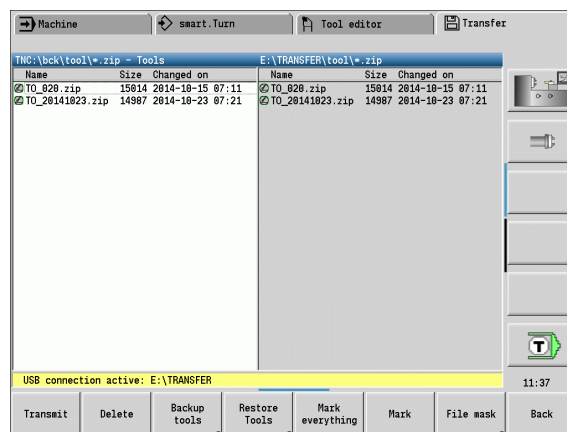 Machine smart.Turn Tool editor Transfer
TNC:\bck\tool\*.zip - Tools E:\TRANSFER\tool\*.zip
Name Size Changed on Name Size Changed on
TO_020.zip 15014 2014-10-15 07:11 TO_020.zip 15014 2014-10-15 07:11
TO_20141023.zip 14987 2014-10-23 07:21 TO_20141023.zip 14987 2014-10-23 07:21
T
USB connection active: E:\TRANSFER
11:37
Transmit Delete Backup tools Restore Tools Mark everything Mark File mask Back